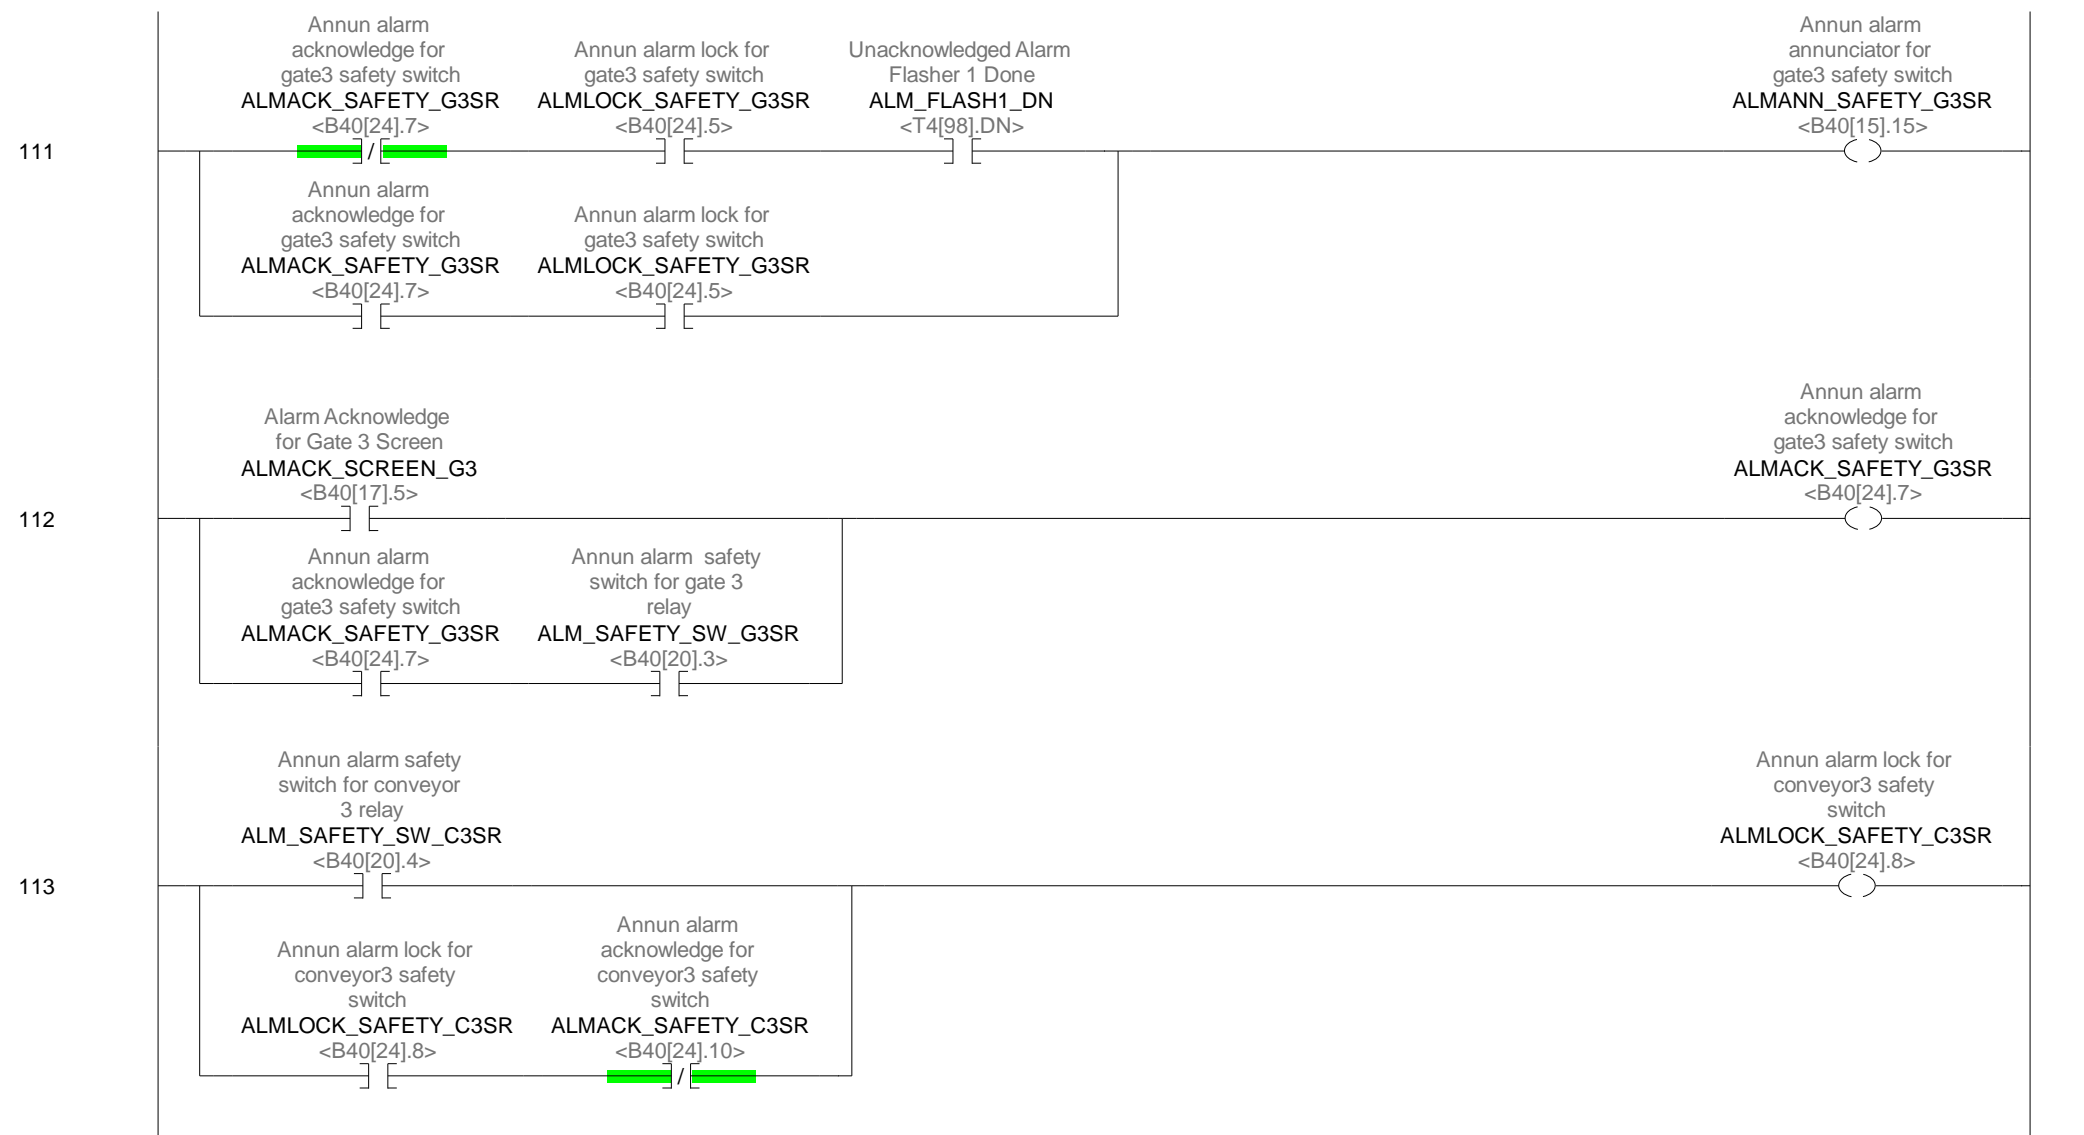 Annun alarm
acknowledge for
gate3 safety switch
ALMACK_SAFETY_G3SR
<B40[24].7>
Annun alarm lock for
gate3 safety switch
ALMLOCK_SAFETY_G3SR
<B40[24].5>
Unacknowledged Alarm
Flasher 1 Done
ALM_FLASH1_DN
<T4[98].DN>
Annun alarm
annunciator for
gate3 safety switch
ALMANN_SAFETY_G3SR
<B40[15].15>
111
/
Annun alarm
acknowledge for
gate3 safety switch
ALMACK_SAFETY_G3SR
<B40[24].7>
Annun alarm lock for
gate3 safety switch
ALMLOCK_SAFETY_G3SR
<B40[24].5>
Alarm Acknowledge
for Gate 3 Screen
ALMACK_SCREEN_G3
<B40[17].5>
Annun alarm
acknowledge for
gate3 safety switch
ALMACK_SAFETY_G3SR
<B40[24].7>
112
Annun alarm
acknowledge for
gate3 safety switch
ALMACK_SAFETY_G3SR
<B40[24].7>
Annun alarm  safety
switch for gate 3
relay
ALM_SAFETY_SW_G3SR
<B40[20].3>
Annun alarm safety
switch for conveyor
3 relay
ALM_SAFETY_SW_C3SR
<B40[20].4>
Annun alarm lock for
conveyor3 safety
switch
ALMLOCK_SAFETY_C3SR
<B40[24].8>
113
Annun alarm lock for
conveyor3 safety
switch
ALMLOCK_SAFETY_C3SR
<B40[24].8>
Annun alarm
acknowledge for
conveyor3 safety
switch
ALMACK_SAFETY_C3SR
<B40[24].10>
/